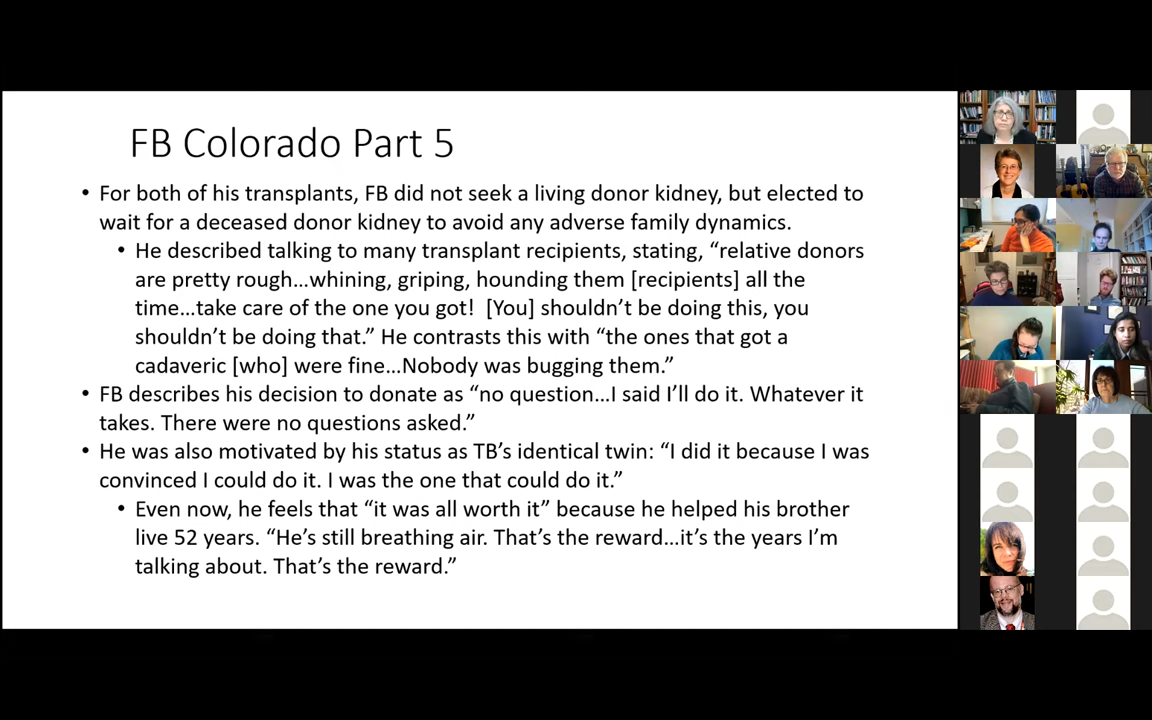 FB Colorado Part 5
• For both of his transplants, FB did not seek a living donor kidney, but elected to
wait for a deceased donor kidney to avoid any adverse family dynamics.
• He described talking to many transplant recipients, stating, “relative donors
are pretty rough…whining, griping, hounding them [recipients] all the
time…take care of the one you got!  [You] shouldn’t be doing this, you
shouldn’t be doing that.” He contrasts this with “the ones that got a
cadaveric [who] were fine…Nobody was bugging them.”
• FB describes his decision to donate as “no question…I said I’ll do it. Whatever it
takes. There were no questions asked.”
• He was also motivated by his status as TB’s identical twin: “I did it because I was
convinced I could do it. I was the one that could do it.”
• Even now, he feels that “it was all worth it” because he helped his brother
live 52 years. “He’s still breathing air. That’s the reward…it’s the years I’m
talking about. That’s the reward.”